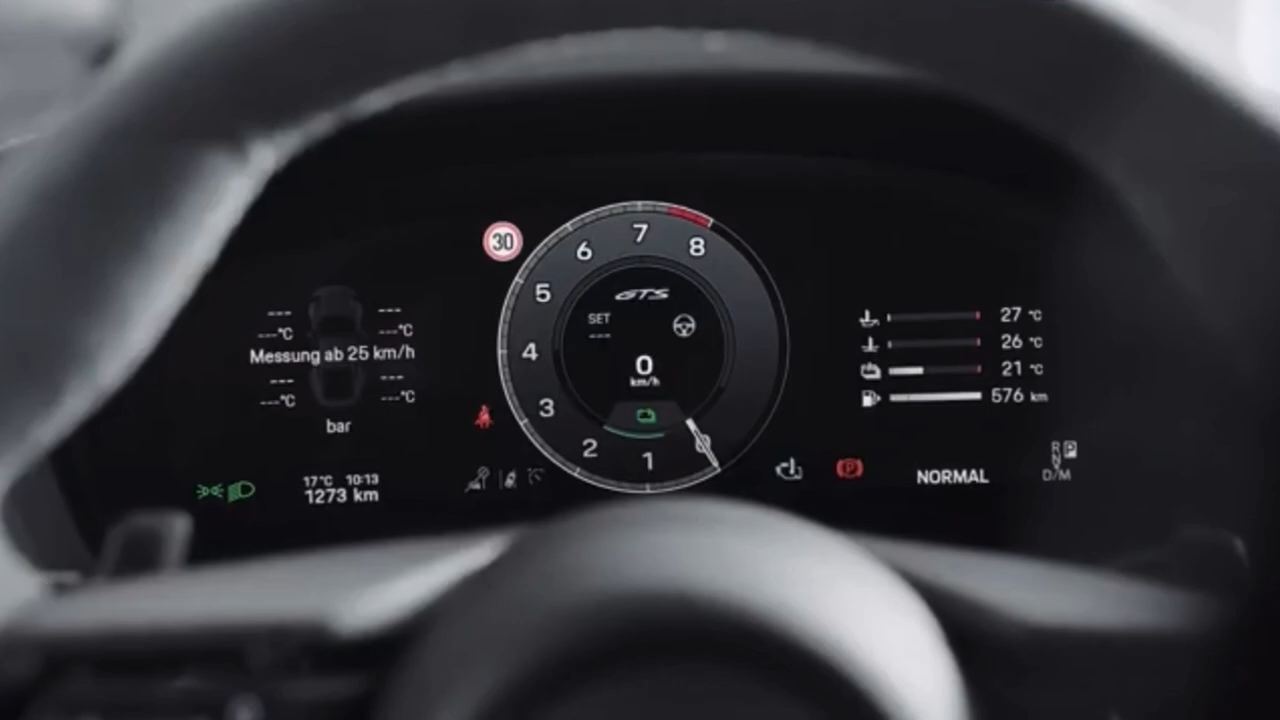 30
7
6
8
5
4
3
2
1
0
GTS
SET
---
0
km/h
--- ---
---°C ---°C
Messung ab 25 km/h
--- ---
---°C ---°C
bar
17°C 10:13
1273 km
27 °C
26 °C
21 °C
576 km
P
NORMAL
R P
N
D/M